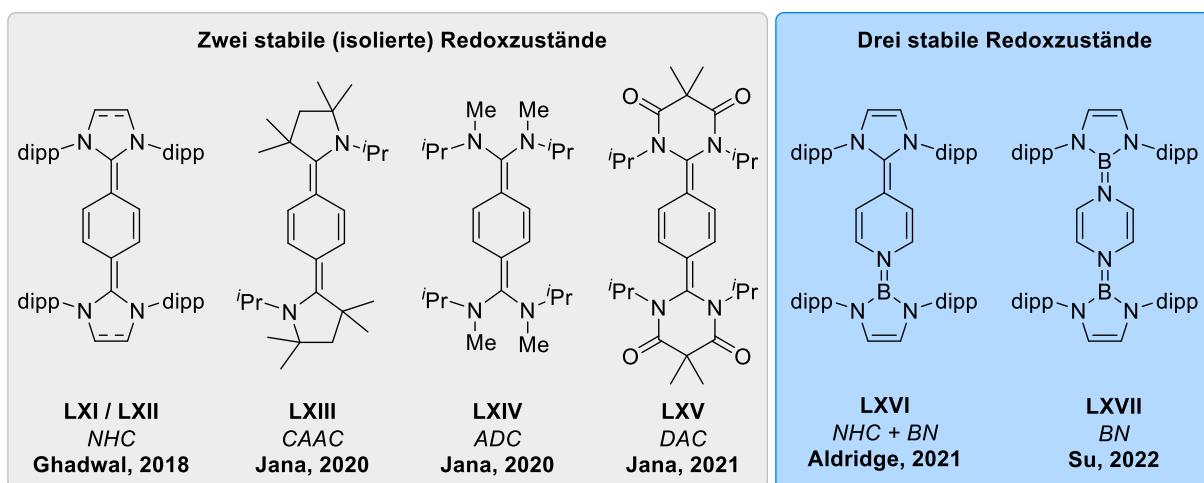 Zwei stabile (isolierte) Redoxzustände
Drei stabile Redoxzustände
N N
dipp dipp
dipp dipp
N N
N iPr
iPr N
Me Me
N N
iPr iPr
iPr N N iPr
Me Me
O O
N N
iPr iPr
iPr iPr
N N
O O
N N
dipp dipp
N
B
dipp dipp
N N
N N
dipp dipp
B
N
N
B
dipp dipp
N N
LXI / LXII
NHC
Ghadwal, 2018
LXIII
CAAC
Jana, 2020
LXIV
ADC
Jana, 2020
LXV
DAC
Jana, 2021
LXVI
NHC + BN
Aldridge, 2021
LXVII
BN
Su, 2022